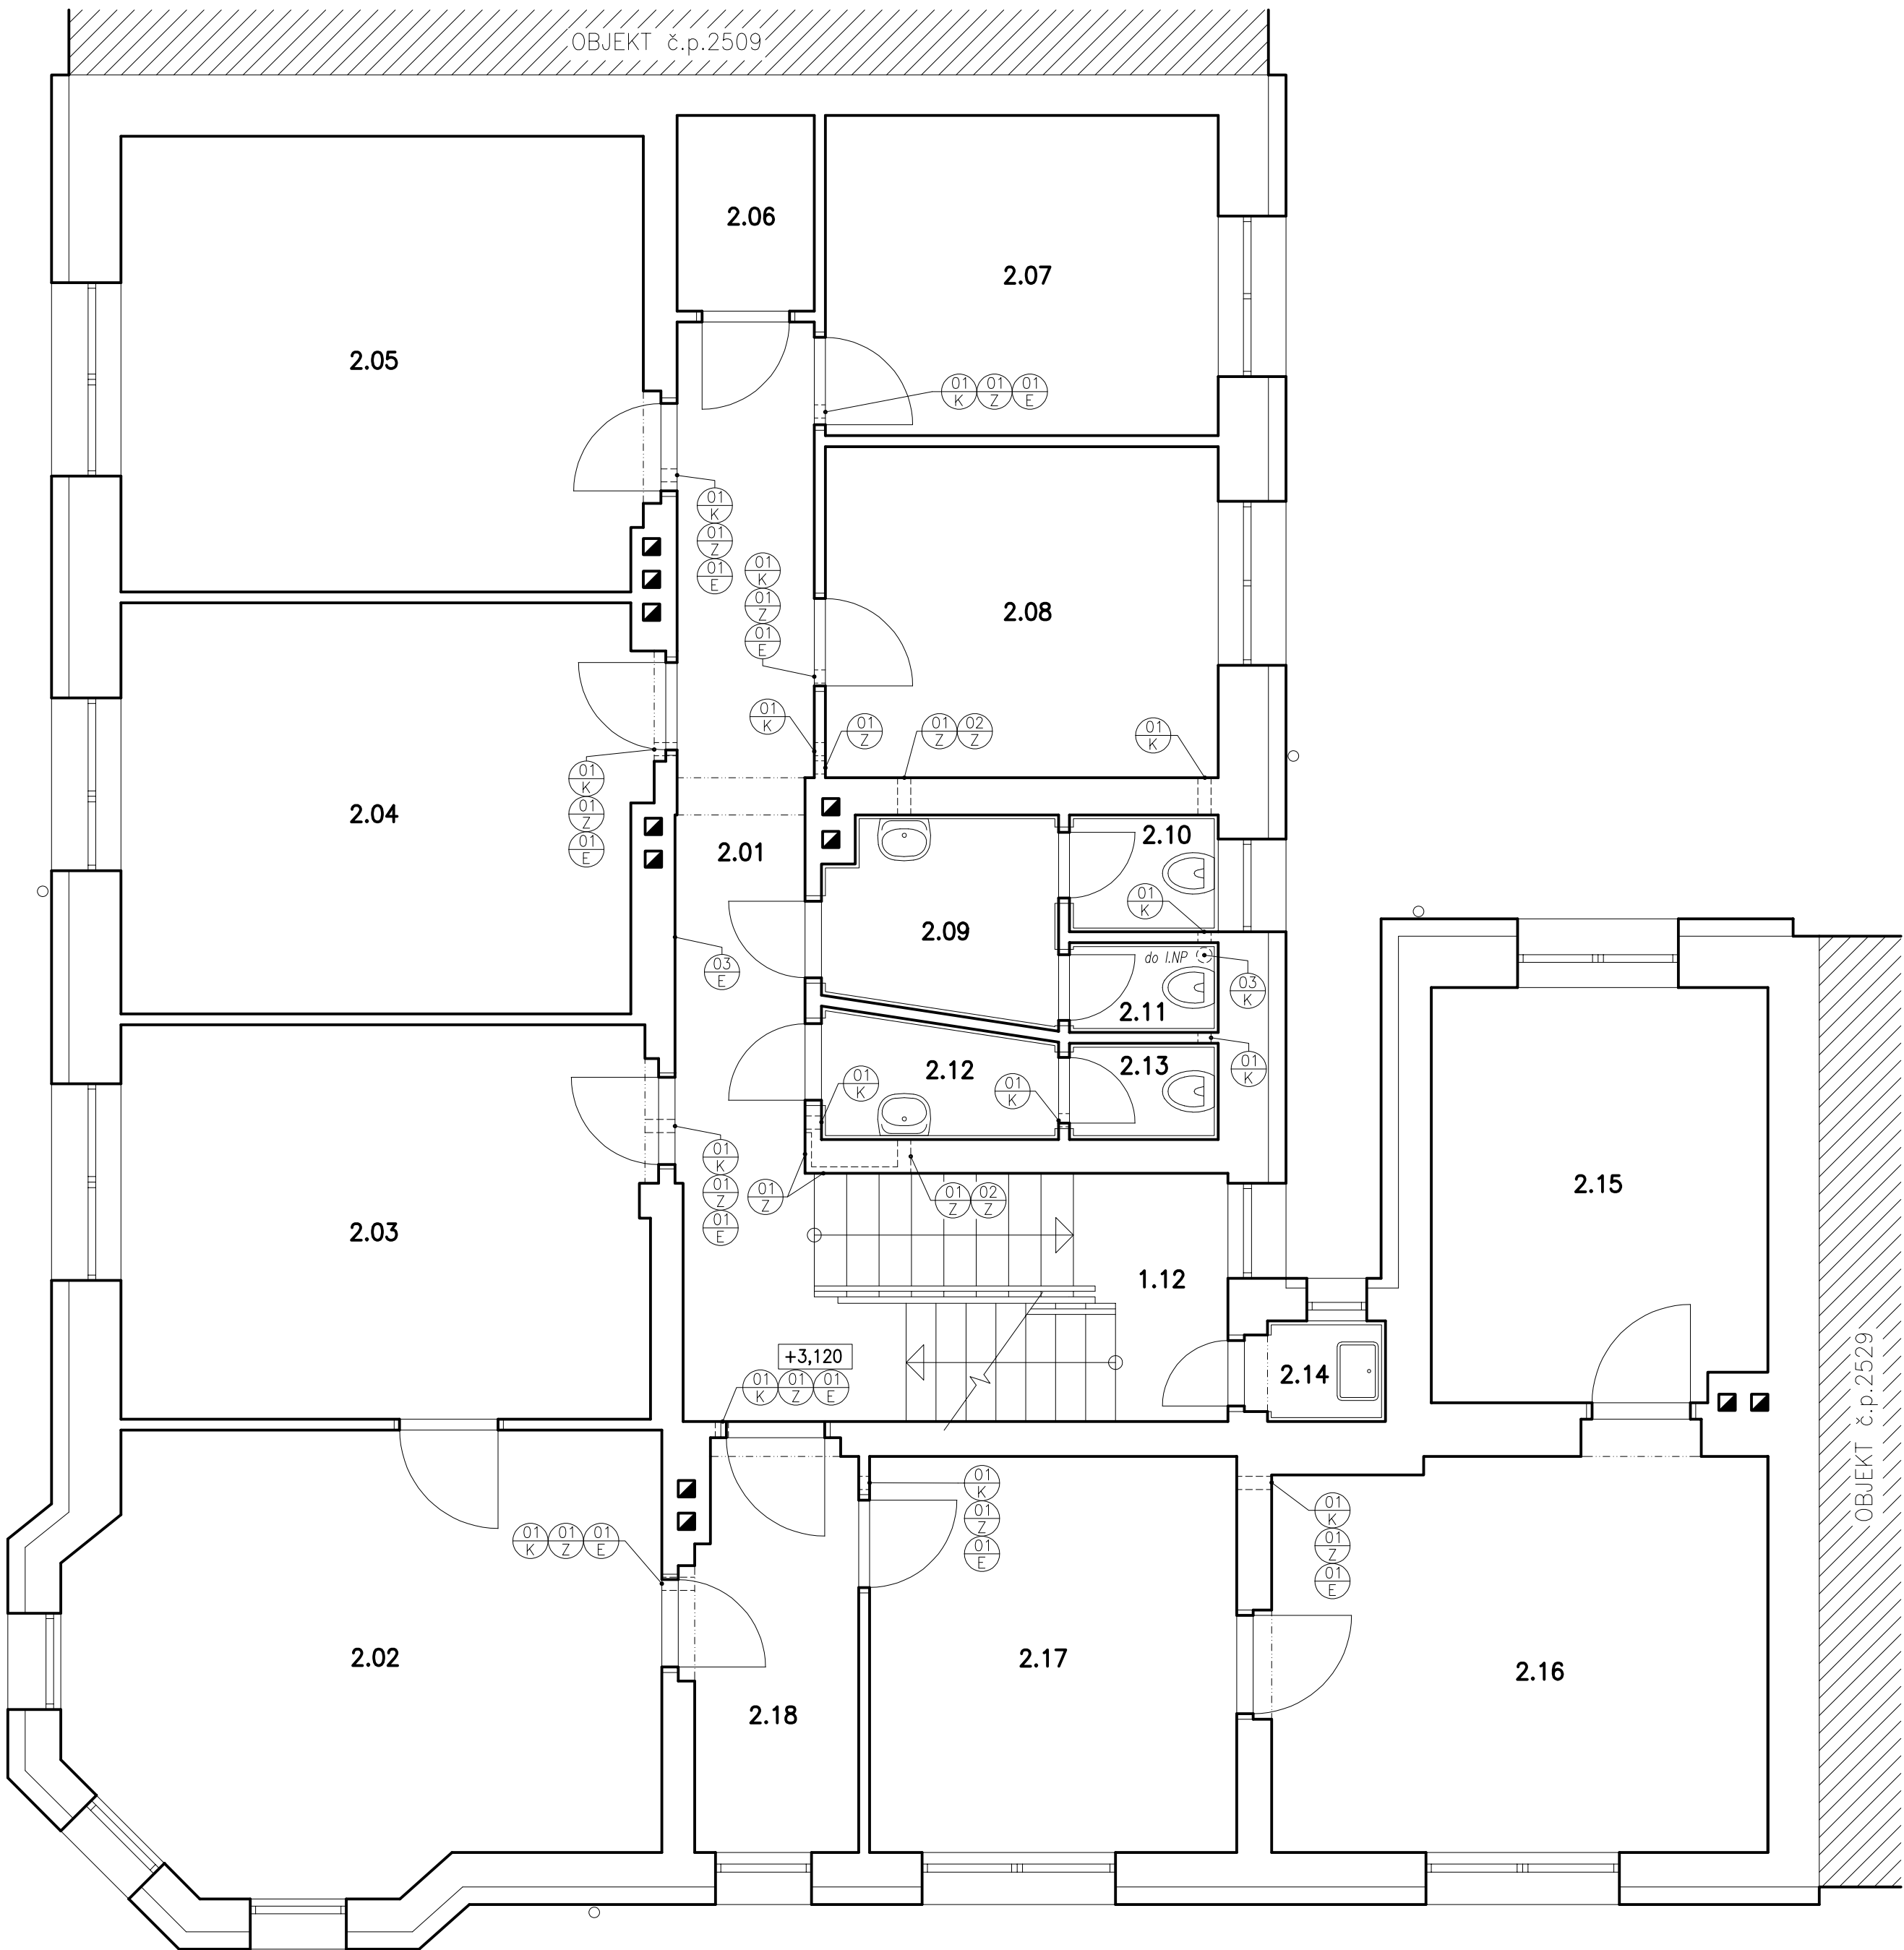 OBJEKT č.p.2509
2.06
2.07
2.05
01 K 01 Z 01 E
01 K
01 Z
01 E
01 K
01 Z
01 E
2.08
01 K
01 Z
01 Z 02 Z
01 K
01 K
01 Z
01 E
2.04
2.01
2.10
01 K
2.09
do I.NP
03 E
03 K
2.11
2.12
2.13
01 K
01 K
01 K
01 K
01 Z
01 E
01 Z
01 Z 02 Z
2.15
2.03
1.12
+3,120
01 K 01 Z 01 E
2.14
OBJEKT č.p.2529
01 K
01 Z
01 E
01 K
01 Z
01 E
01 K 01 Z 01 E
2.02
2.17
2.16
2.18